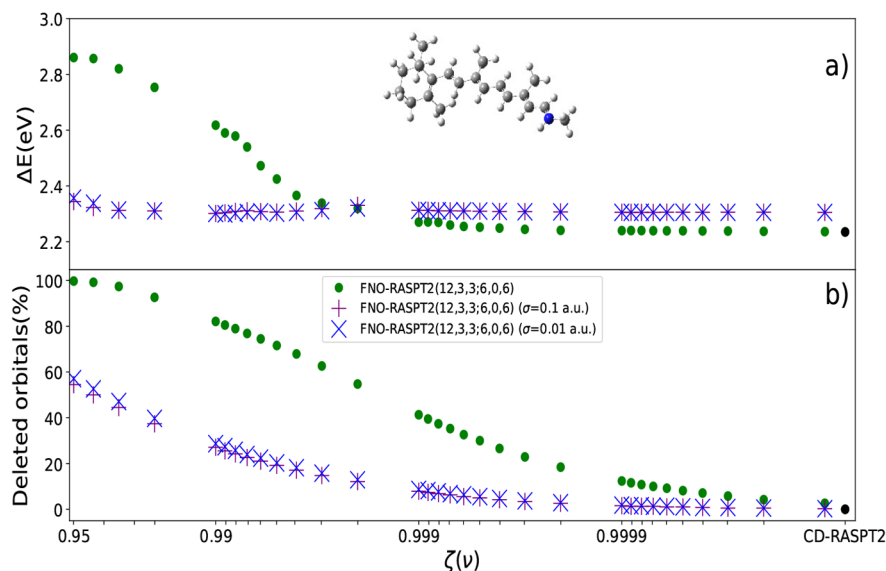 3.0
2.8
2.6
2.4
2.2
ΔE(eV)
a)
100
80
60
40
20
0
Deleted orbitals(%)
b)
FNO-RASPT2(12,3,3;6,0,6)
FNO-RASPT2(12,3,3;6,0,6) (σ=0.1 a.u.)
FNO-RASPT2(12,3,3;6,0,6) (σ=0.01 a.u.)
0.95 0.99 0.999 0.9999 CD-RASPT2
ζ(ν)